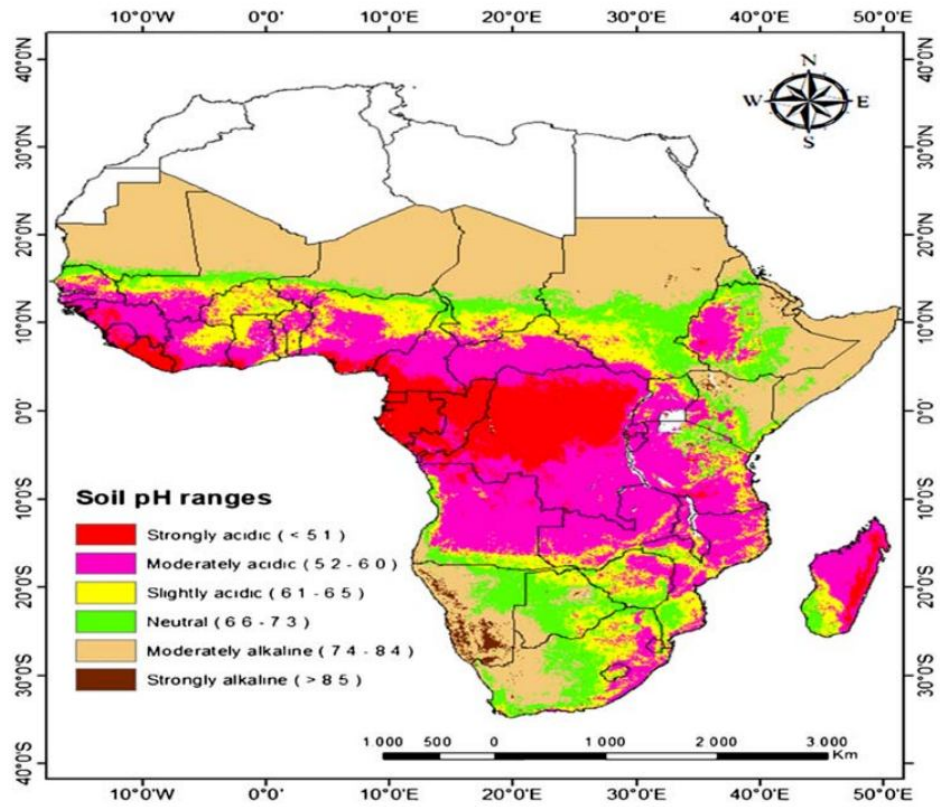 10°0'W 0°0' 10°0'E 20°0'E 30°0'E 40°0'E 50°0'E
40°0'N 40°0'N
N
W E
S
30°0'N 30°0'N
20°0'N 20°0'N
10°0'N 10°0'N
0°0' 0°0'
10°0'S 10°0'S
20°0'S 20°0'S
30°0'S 30°0'S
40°0'S 40°0'S
Soil pH ranges
Strongly acidic ( < 5 1 )
Moderately acidic ( 5 2 - 6 0 )
Slightly acidic ( 6 1 - 6 5 )
Neutral ( 6 6 - 7 3 )
Moderately alkaline ( 7 4 - 8 4 )
Strongly alkaline ( > 8 5 )
1 000 500 0 1 000 2 000 3 000
Km
10°0'W 0°0' 10°0'E 20°0'E 30°0'E 40°0'E 50°0'E